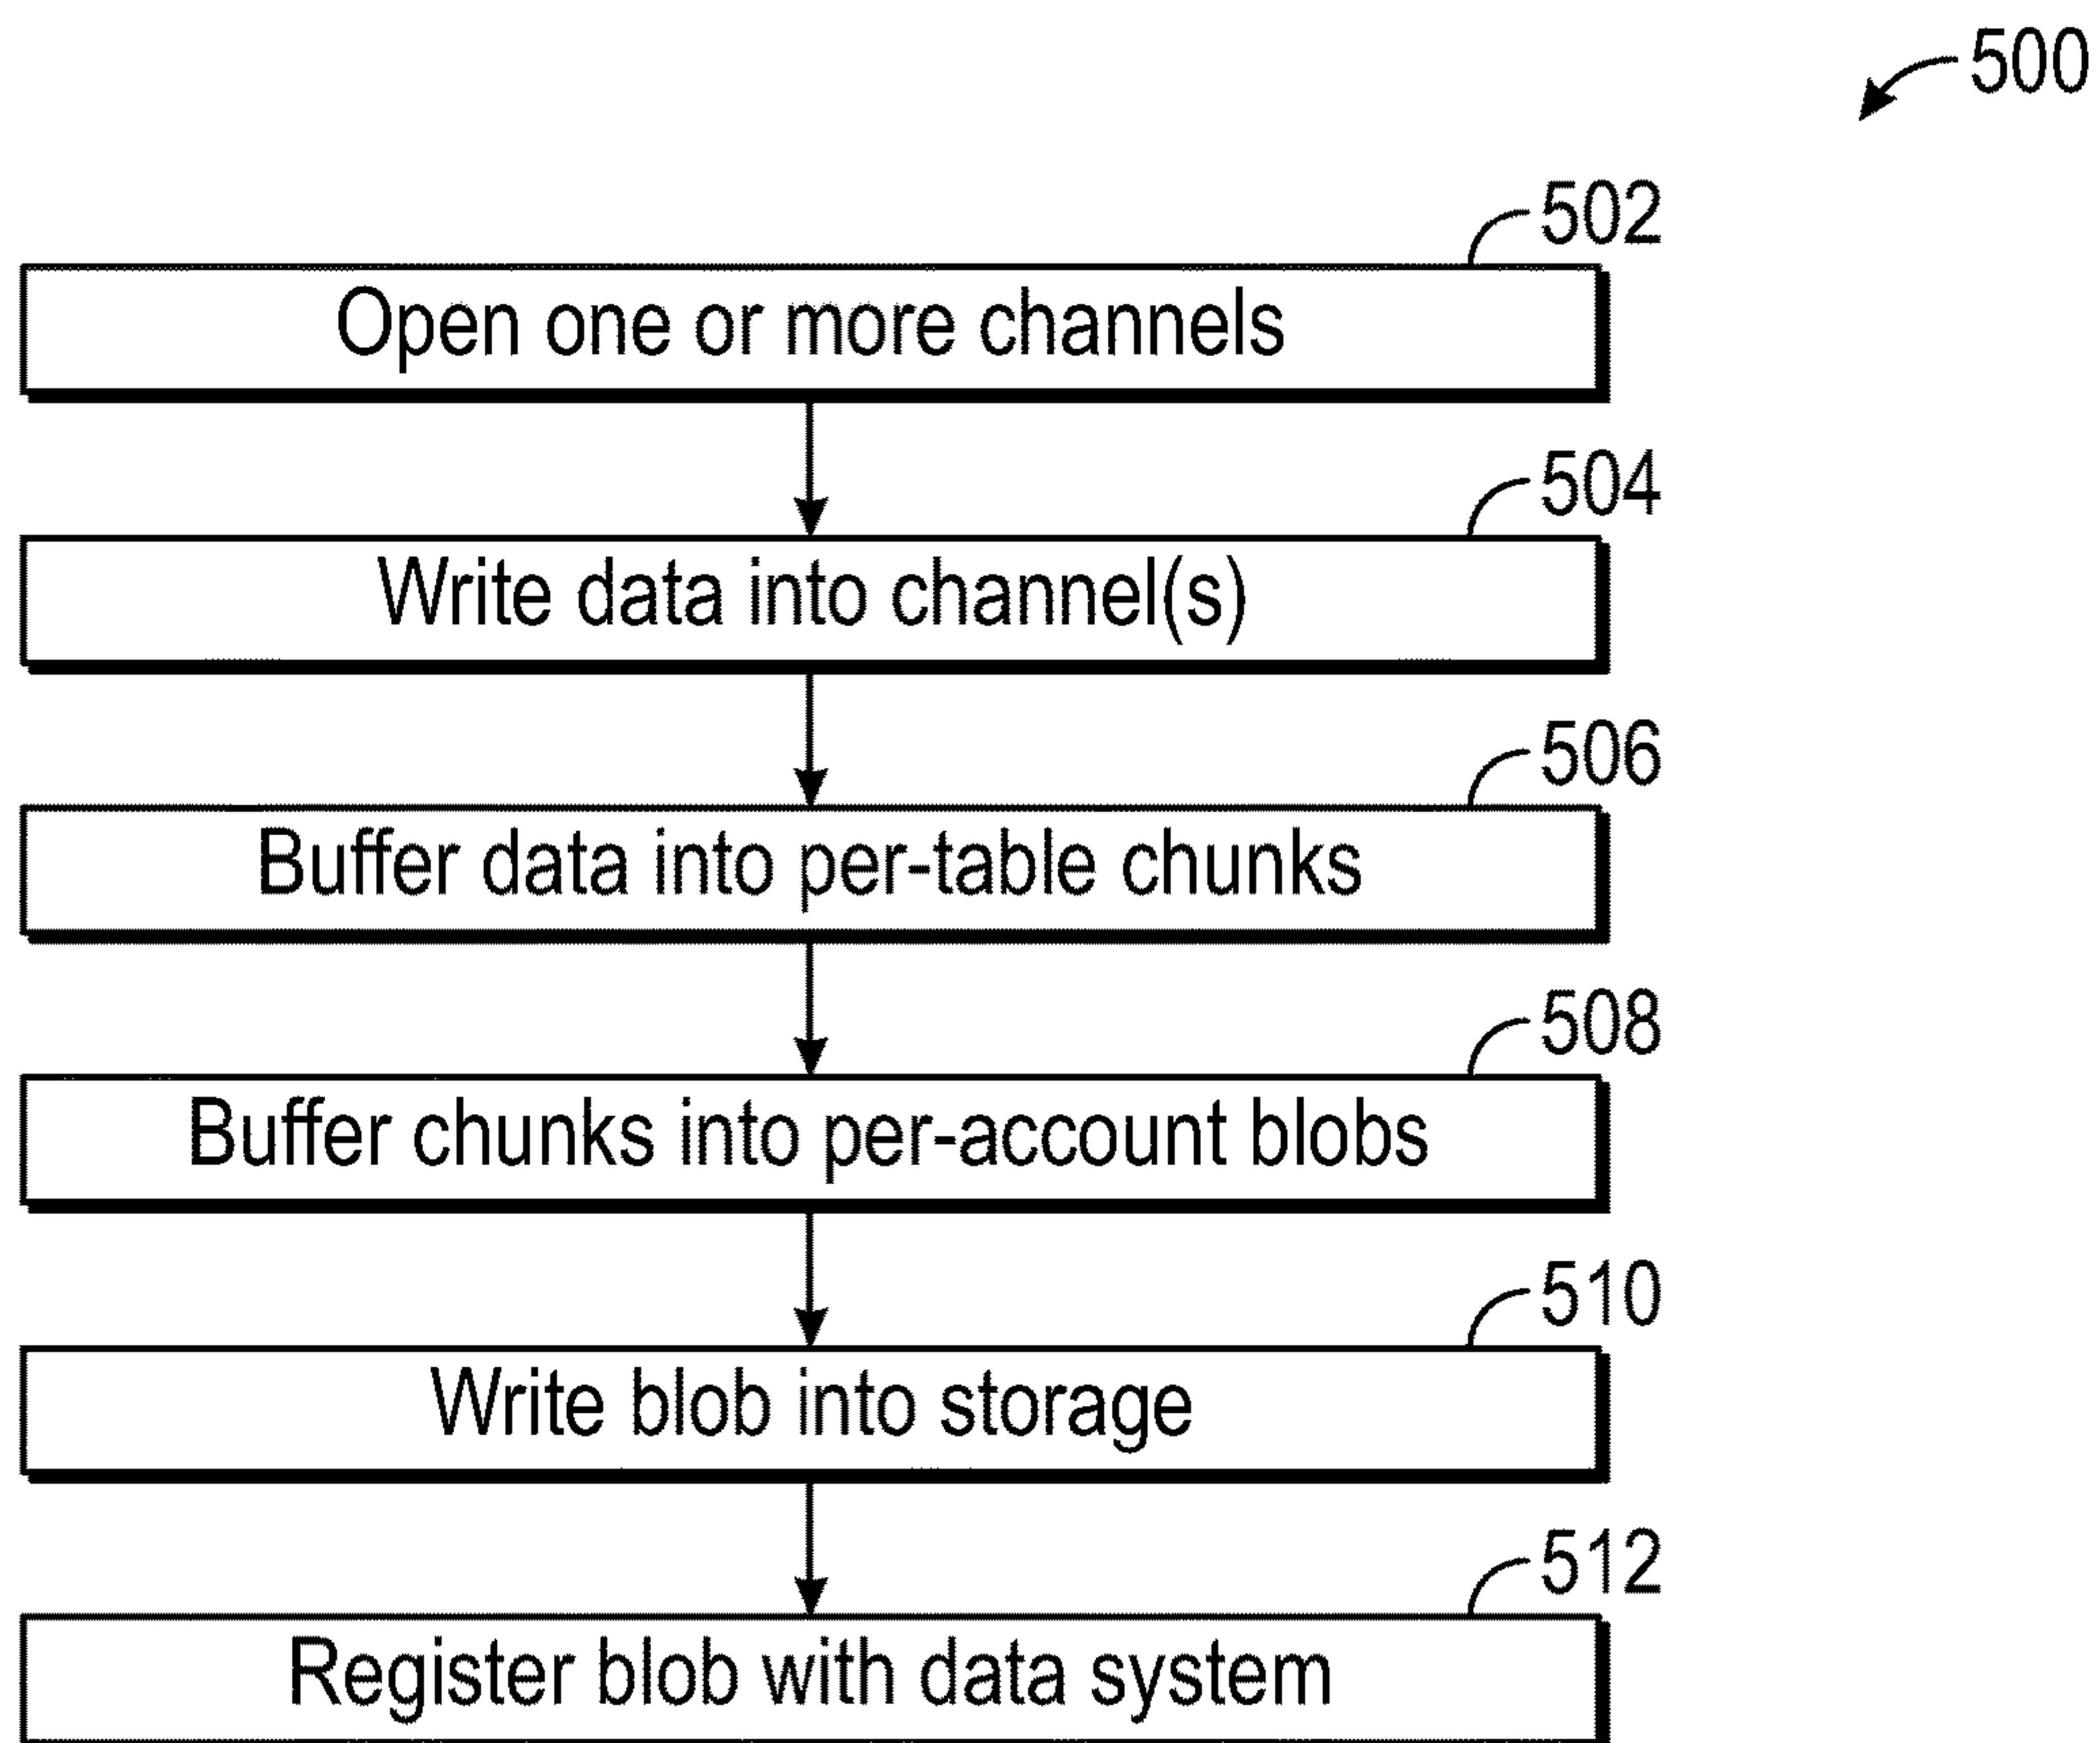 500
502
Open one or more channels
504
Write data into channel(s)
506
Buffer data into per-table chunks
508
Buffer chunks into per-account blobs
510
Write blob into storage
512
Register blob with data system